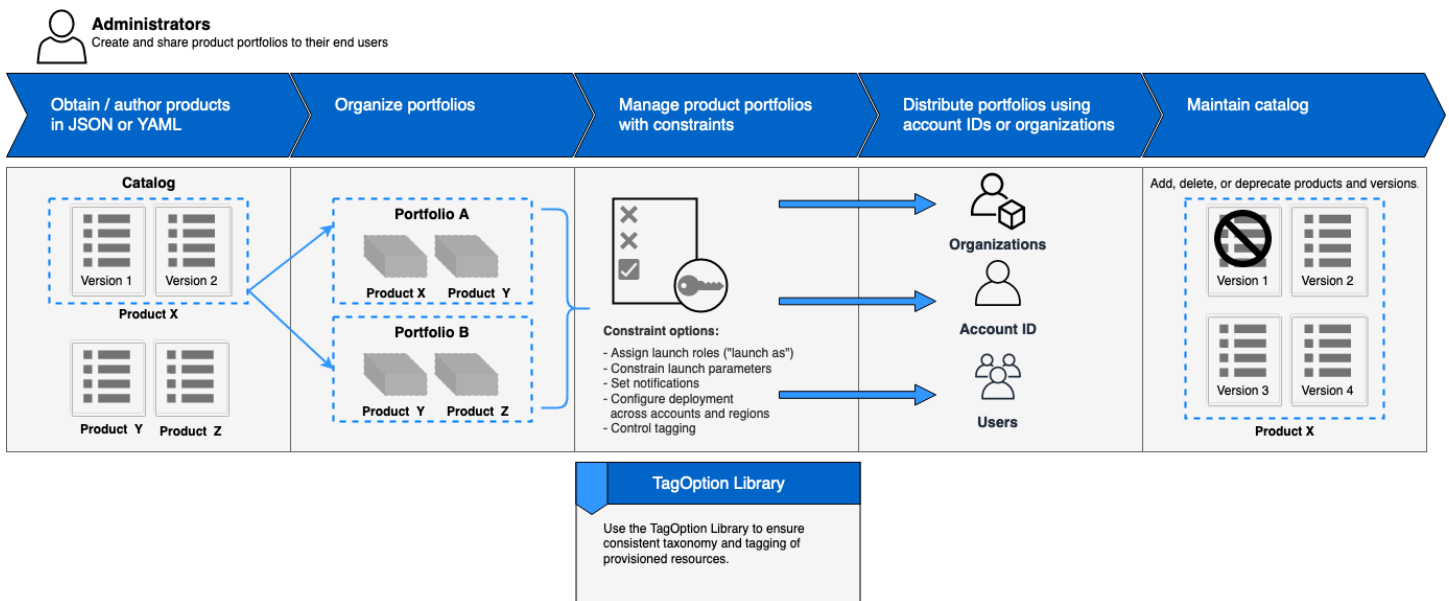 Administrators
Create and share product portfolios to their end users
Obtain / author products
in JSON or YAML
Organize portfolios
Manage product portfolios
with constraints
Distribute portfolios using
account IDs or organizations
Maintain catalog
Catalog
Version 1
Version 2
Product X
Product Y
Product Z
Portfolio A
Product X
Product Y
Portfolio B
Product Y
Product Z
Constraint options:
- Assign launch roles ("launch as")
- Constrain launch parameters
- Set notifications
- Configure deployment
across accounts and regions
- Control tagging
Organizations
Account ID
Users
Add, delete, or deprecate products and versions.
Version 1
Version 2
Version 3
Version 4
Product X
TagOption Library
Use the TagOption Library to ensure
consistent taxonomy and tagging of
provisioned resources.